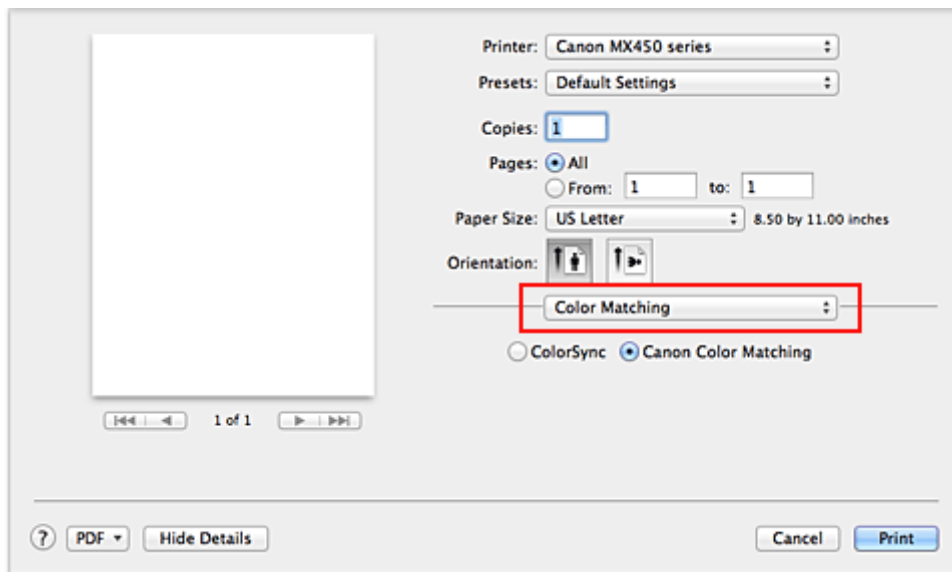 Printer: Canon MX450 series
Presets: Default Settings
Copies: 1
Pages: All
From: 1 to: 1
Paper Size: US Letter 8.50 by 11.00 inches
Orientation:
Color Matching
ColorSync Canon Color Matching
1 of 1
? PDF Hide Details Cancel Print